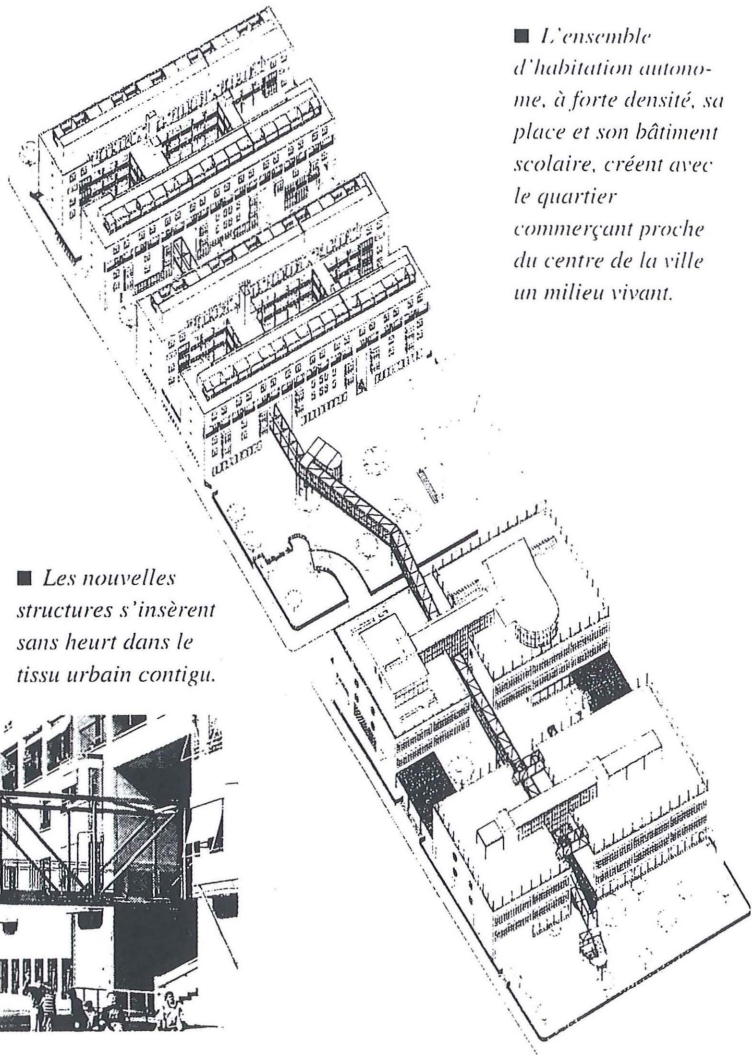 ■ L'ensemble
d'habitation autono-
me, à forte densité, sa
place et son bâtiment
scolaire, créent avec
le quartier
commerçant proche
du centre de la ville
un milieu vivant.
■ Les nouvelles
structures s'insèrent
sans heurt dans le
tissu urbain contigu.